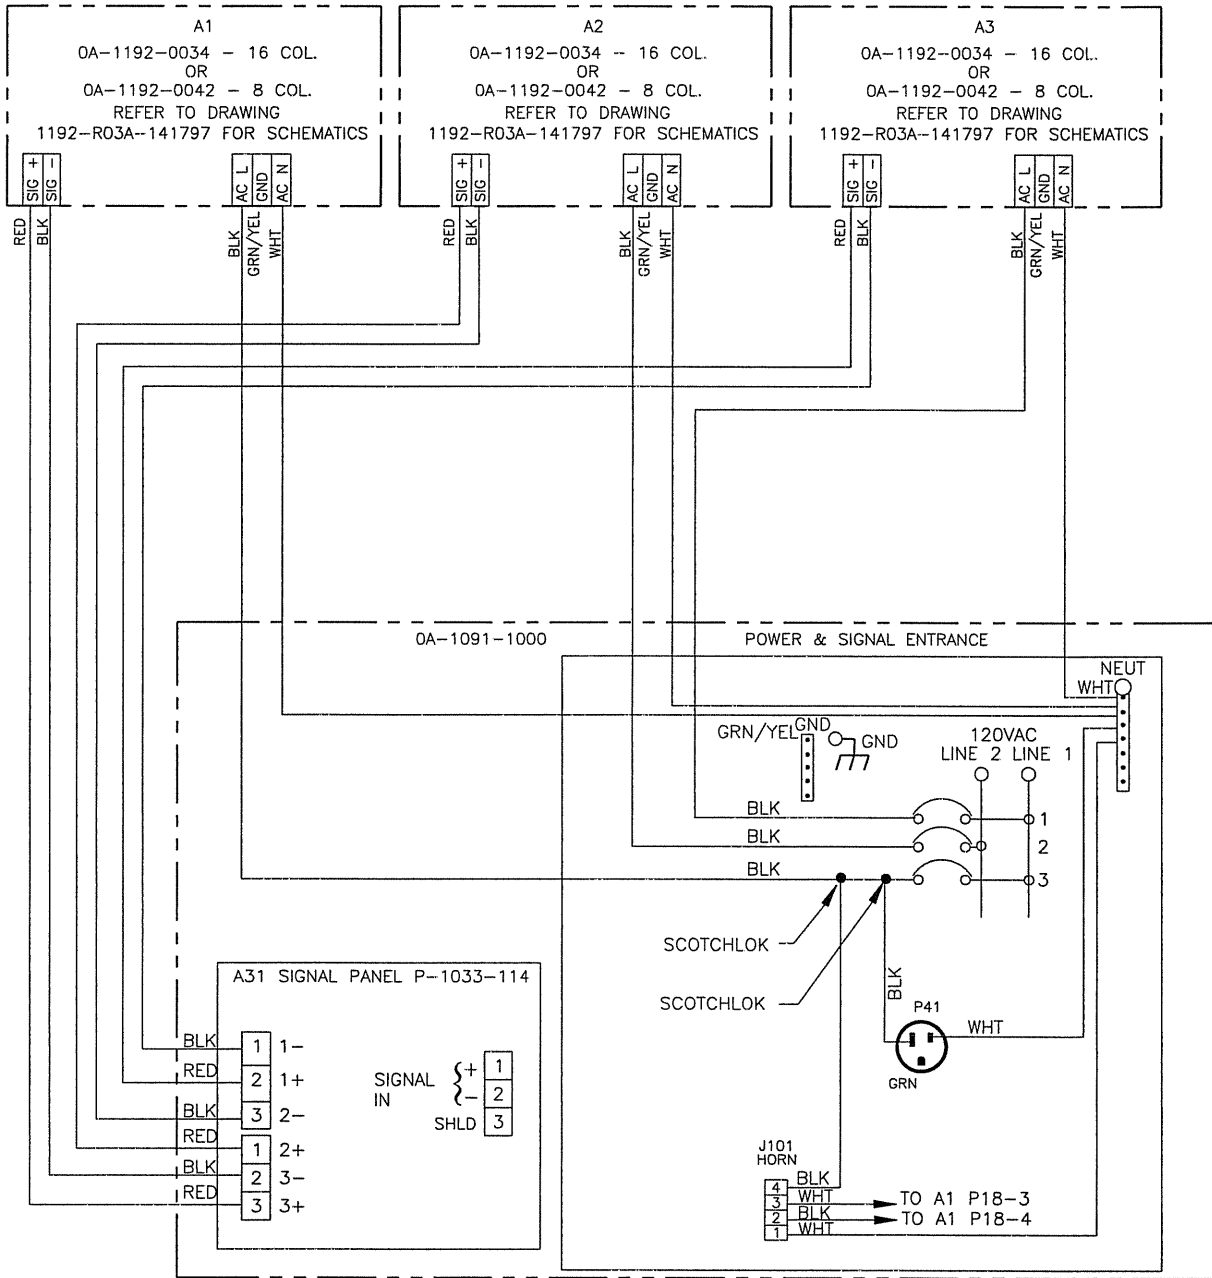 A1
0A-1192-0034 - 16 COL.
OR
0A-1192-0042 - 8 COL.
REFER TO DRAWING
1192-R03A-141797 FOR SCHEMATICS
SIG +
SIG -
AC L
GND
AC N
RED
BLK
BLK
GRN/YEL
WHT
A2
0A-1192-0034 - 16 COL.
OR
0A-1192-0042 - 8 COL.
REFER TO DRAWING
1192-R03A-141797 FOR SCHEMATICS
SIG +
SIG -
AC L
GND
AC N
RED
BLK
BLK
GRN/YEL
WHT
A3
0A-1192-0034 - 16 COL.
OR
0A-1192-0042 - 8 COL.
REFER TO DRAWING
1192-R03A-141797 FOR SCHEMATICS
SIG +
SIG -
AC L
GND
AC N
RED
BLK
BLK
GRN/YEL
WHT
0A-1091-1000
POWER & SIGNAL ENTRANCE
NEUT
WHT
GRN/YEL
GND
GND
120VAC
LINE 2 LINE 1
BLK
1
BLK
2
BLK
3
SCOTCHLOK
SCOTCHLOK
BLK
P41
WHT
GRN
A31 SIGNAL PANEL P-1033-114
BLK 1 1-
RED 2 1+
BLK 3 2-
RED 1 2+
BLK 2 3-
RED 3 3+
SIGNAL
IN
+ 1
- 2
SHLD 3
J101
HORN
4 BLK
3 WHT TO A1 P18-3
2 BLK TO A1 P18-4
1 WHT